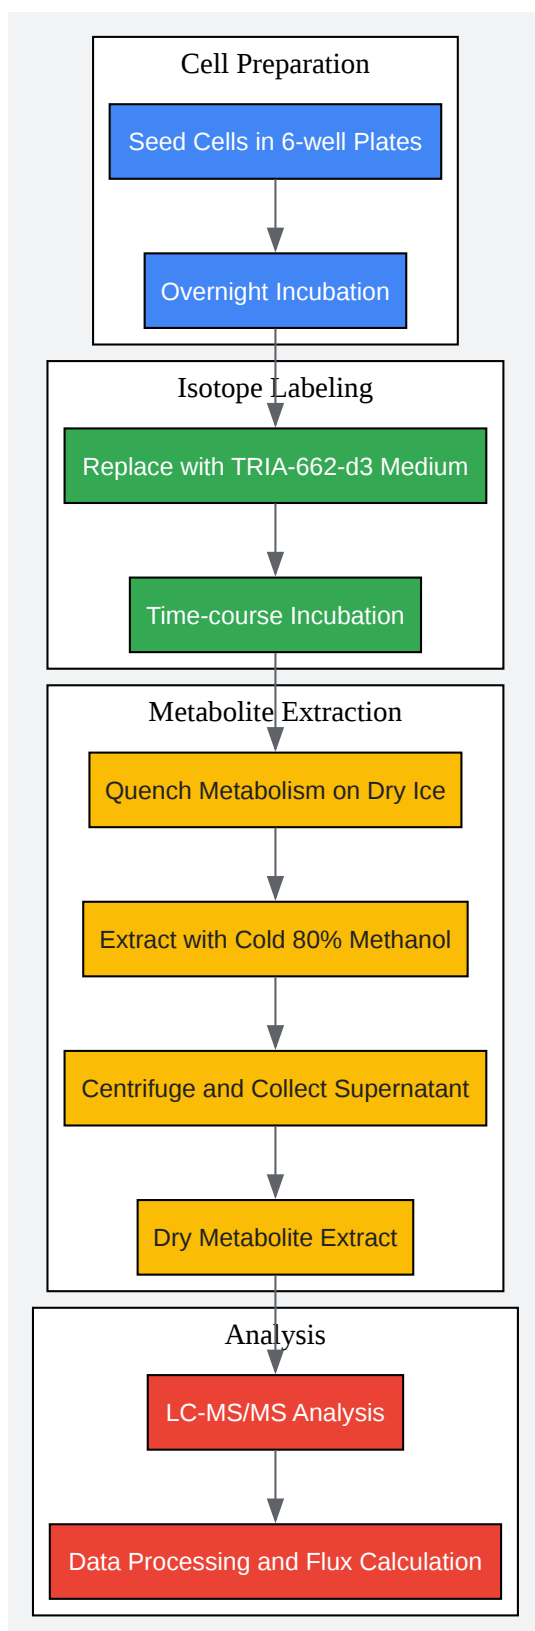 Cell Preparation
Seed Cells in 6-well Plates
Overnight Incubation
Isotope Labeling
Replace with TRIA-662-d3 Medium
Time-course Incubation
Metabolite Extraction
Quench Metabolism on Dry Ice
Extract with Cold 80% Methanol
Centrifuge and Collect Supernatant
Dry Metabolite Extract
Analysis
LC-MS/MS Analysis
Data Processing and Flux Calculation